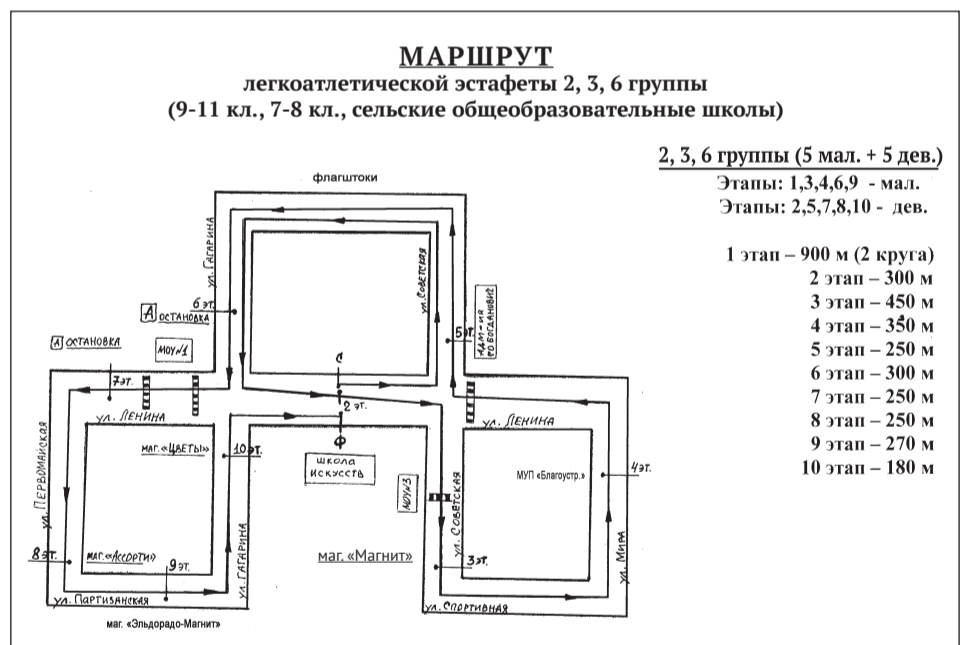 МАРШРУТ
легкоатлетической эстафеты 2, 3, 6 группы
(9-11 кл., 7-8 кл., сельские общеобразовательные школы)
2, 3, 6 группы (5 мал. + 5 дев.)
Этапы: 1,3,4,6,9 - мал.
Этапы: 2,5,7,8,10 - дев.
1 этап – 900 м (2 круга)
2 этап – 300 м
3 этап – 450 м
4 этап – 350 м
5 этап – 250 м
6 этап – 300 м
7 этап – 250 м
8 этап – 250 м
9 этап – 270 м
10 этап – 180 м
флагштоки
ул. Гагарина
ул. Советская
6 эт.
А остановка
5 эт.
Адм-ия
ГО Богданович
А остановка
МОУ №1
7 эт.
ул. Ленина
С
2 эт.
Ф
ул. Ленина
ул. Первомайская
маг. «Цветы»
10 эт.
школа
искусств
МОУ №3
ул. Советская
МУП «Благоустр.»
4 эт.
8 эт.
маг. «Ассорти»
9 эт.
ул. Гагарина
маг. «Магнит»
3 эт.
ул. Мира
ул. Партизанская
ул. Спортивная
маг. «Эльдорадо-Магнит»